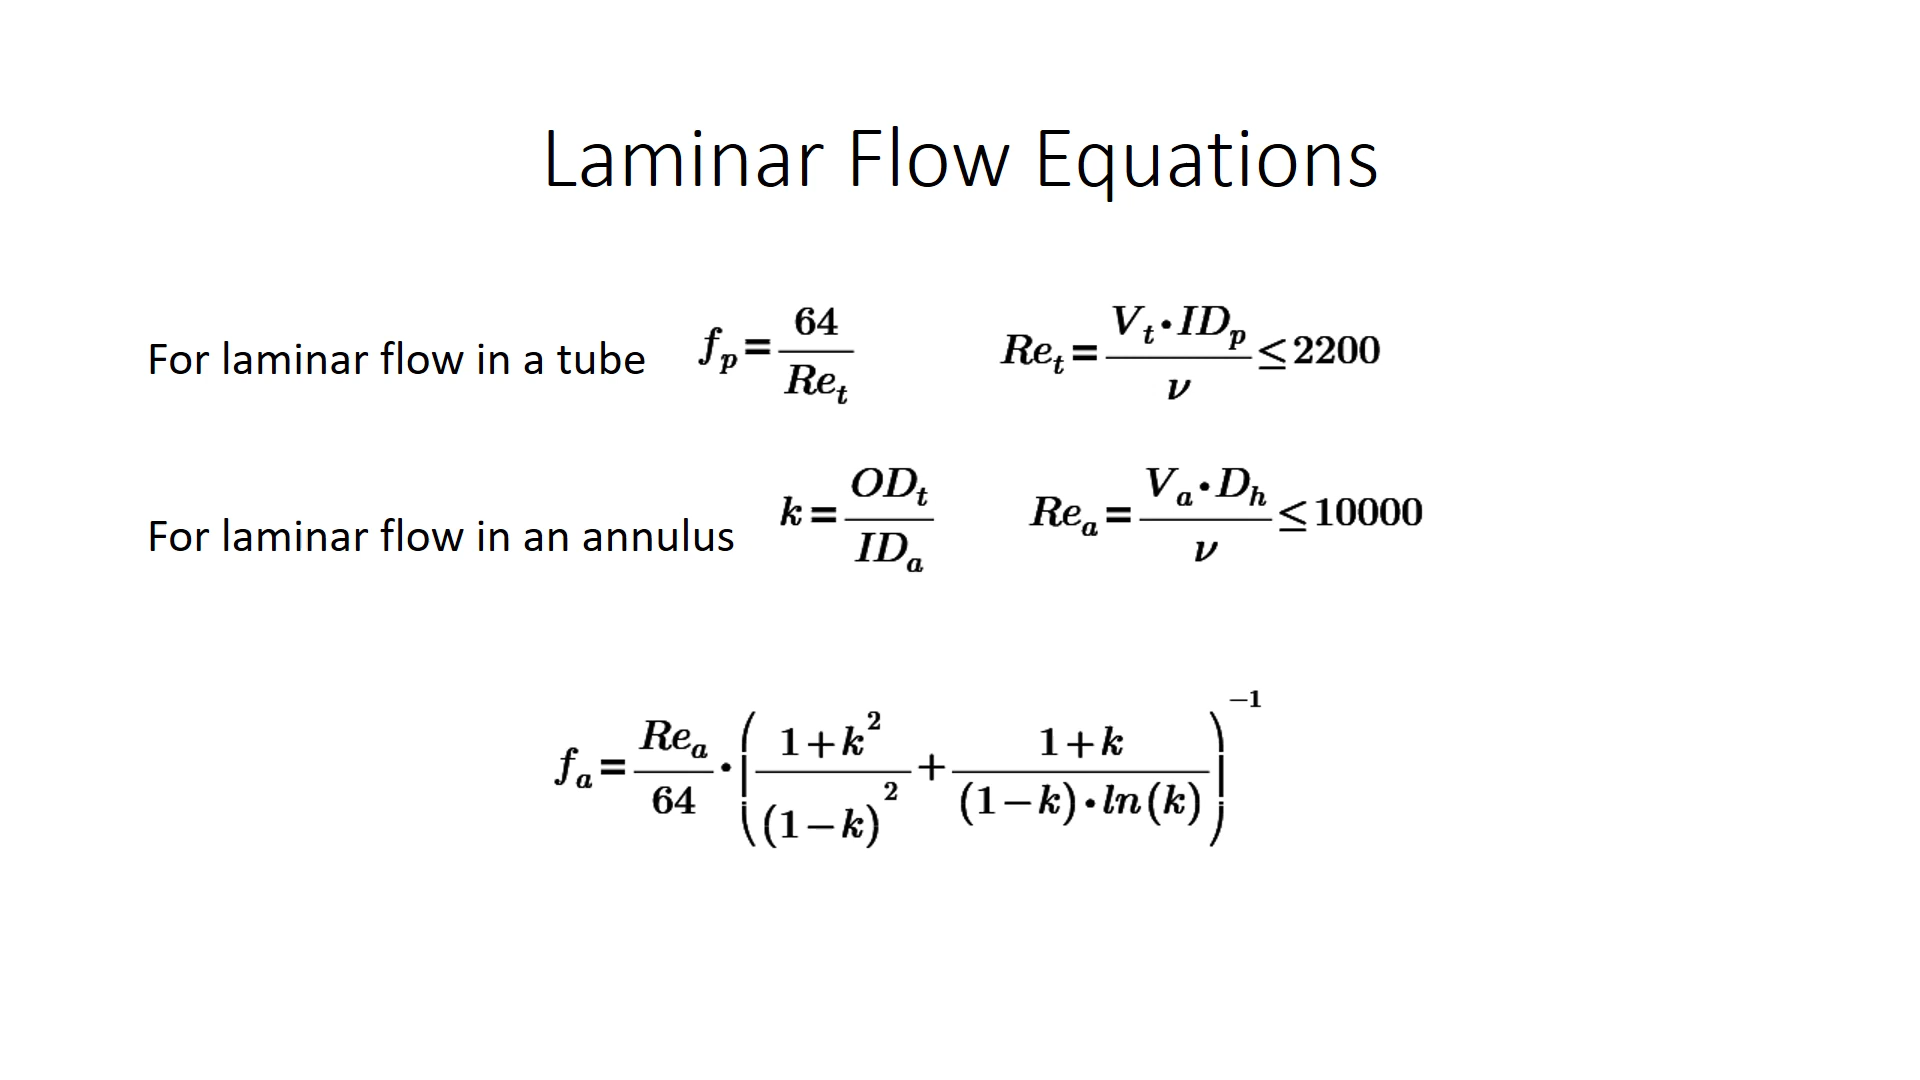 Laminar Flow Equations
For laminar flow in a tube f_p = 64/Re_t Re_t = V_t · ID_p / ν ≤ 2200
For laminar flow in an annulus k = OD_t/ID_a Re_a = V_a · D_h / ν ≤ 10000
f_a = Re_a/64 · ((1+k^2)/(1−k)^2 + (1+k)/((1−k)·ln(k)))^−1